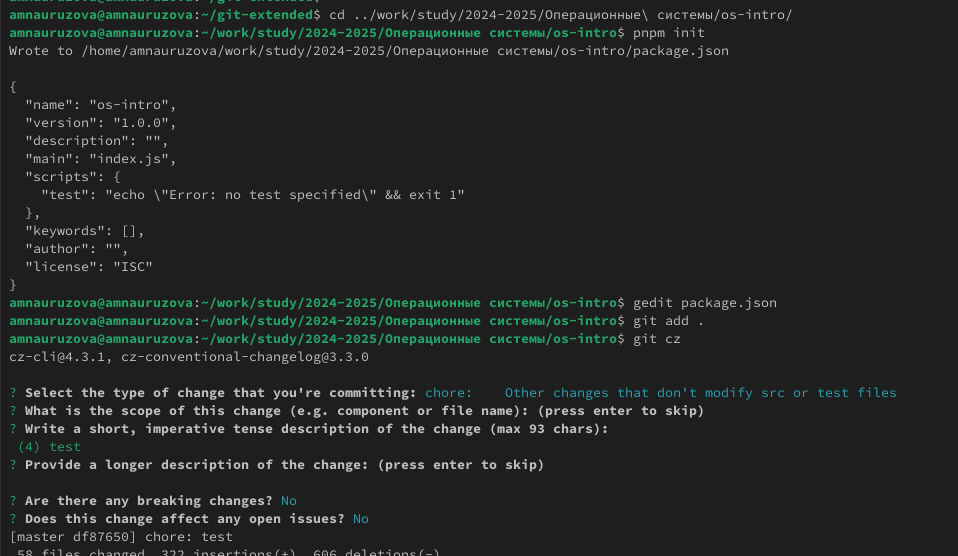 amnauruzova@amnauruzova:~/git-extended$ cd ../work/study/2024-2025/Операционные\ системы/os-intro/
amnauruzova@amnauruzova:~/work/study/2024-2025/Операционные системы/os-intro$ pnpm init
Wrote to /home/amnauruzova/work/study/2024-2025/Операционные системы/os-intro/package.json
{
  "name": "os-intro",
  "version": "1.0.0",
  "description": "",
  "main": "index.js",
  "scripts": {
    "test": "echo \"Error: no test specified\" && exit 1"
  },
  "keywords": [],
  "author": "",
  "license": "ISC"
}
amnauruzova@amnauruzova:~/work/study/2024-2025/Операционные системы/os-intro$ gedit package.json
amnauruzova@amnauruzova:~/work/study/2024-2025/Операционные системы/os-intro$ git add .
amnauruzova@amnauruzova:~/work/study/2024-2025/Операционные системы/os-intro$ git cz
cz-cli@4.3.1, cz-conventional-changelog@3.3.0
? Select the type of change that you're committing: chore:    Other changes that don't modify src or test files
? What is the scope of this change (e.g. component or file name): (press enter to skip)
? Write a short, imperative tense description of the change (max 93 chars):
 (4) test
? Provide a longer description of the change: (press enter to skip)
? Are there any breaking changes? No
? Does this change affect any open issues? No
[master df87650] chore: test
 58 files changed, 322 insertions(+), 606 deletions(-)